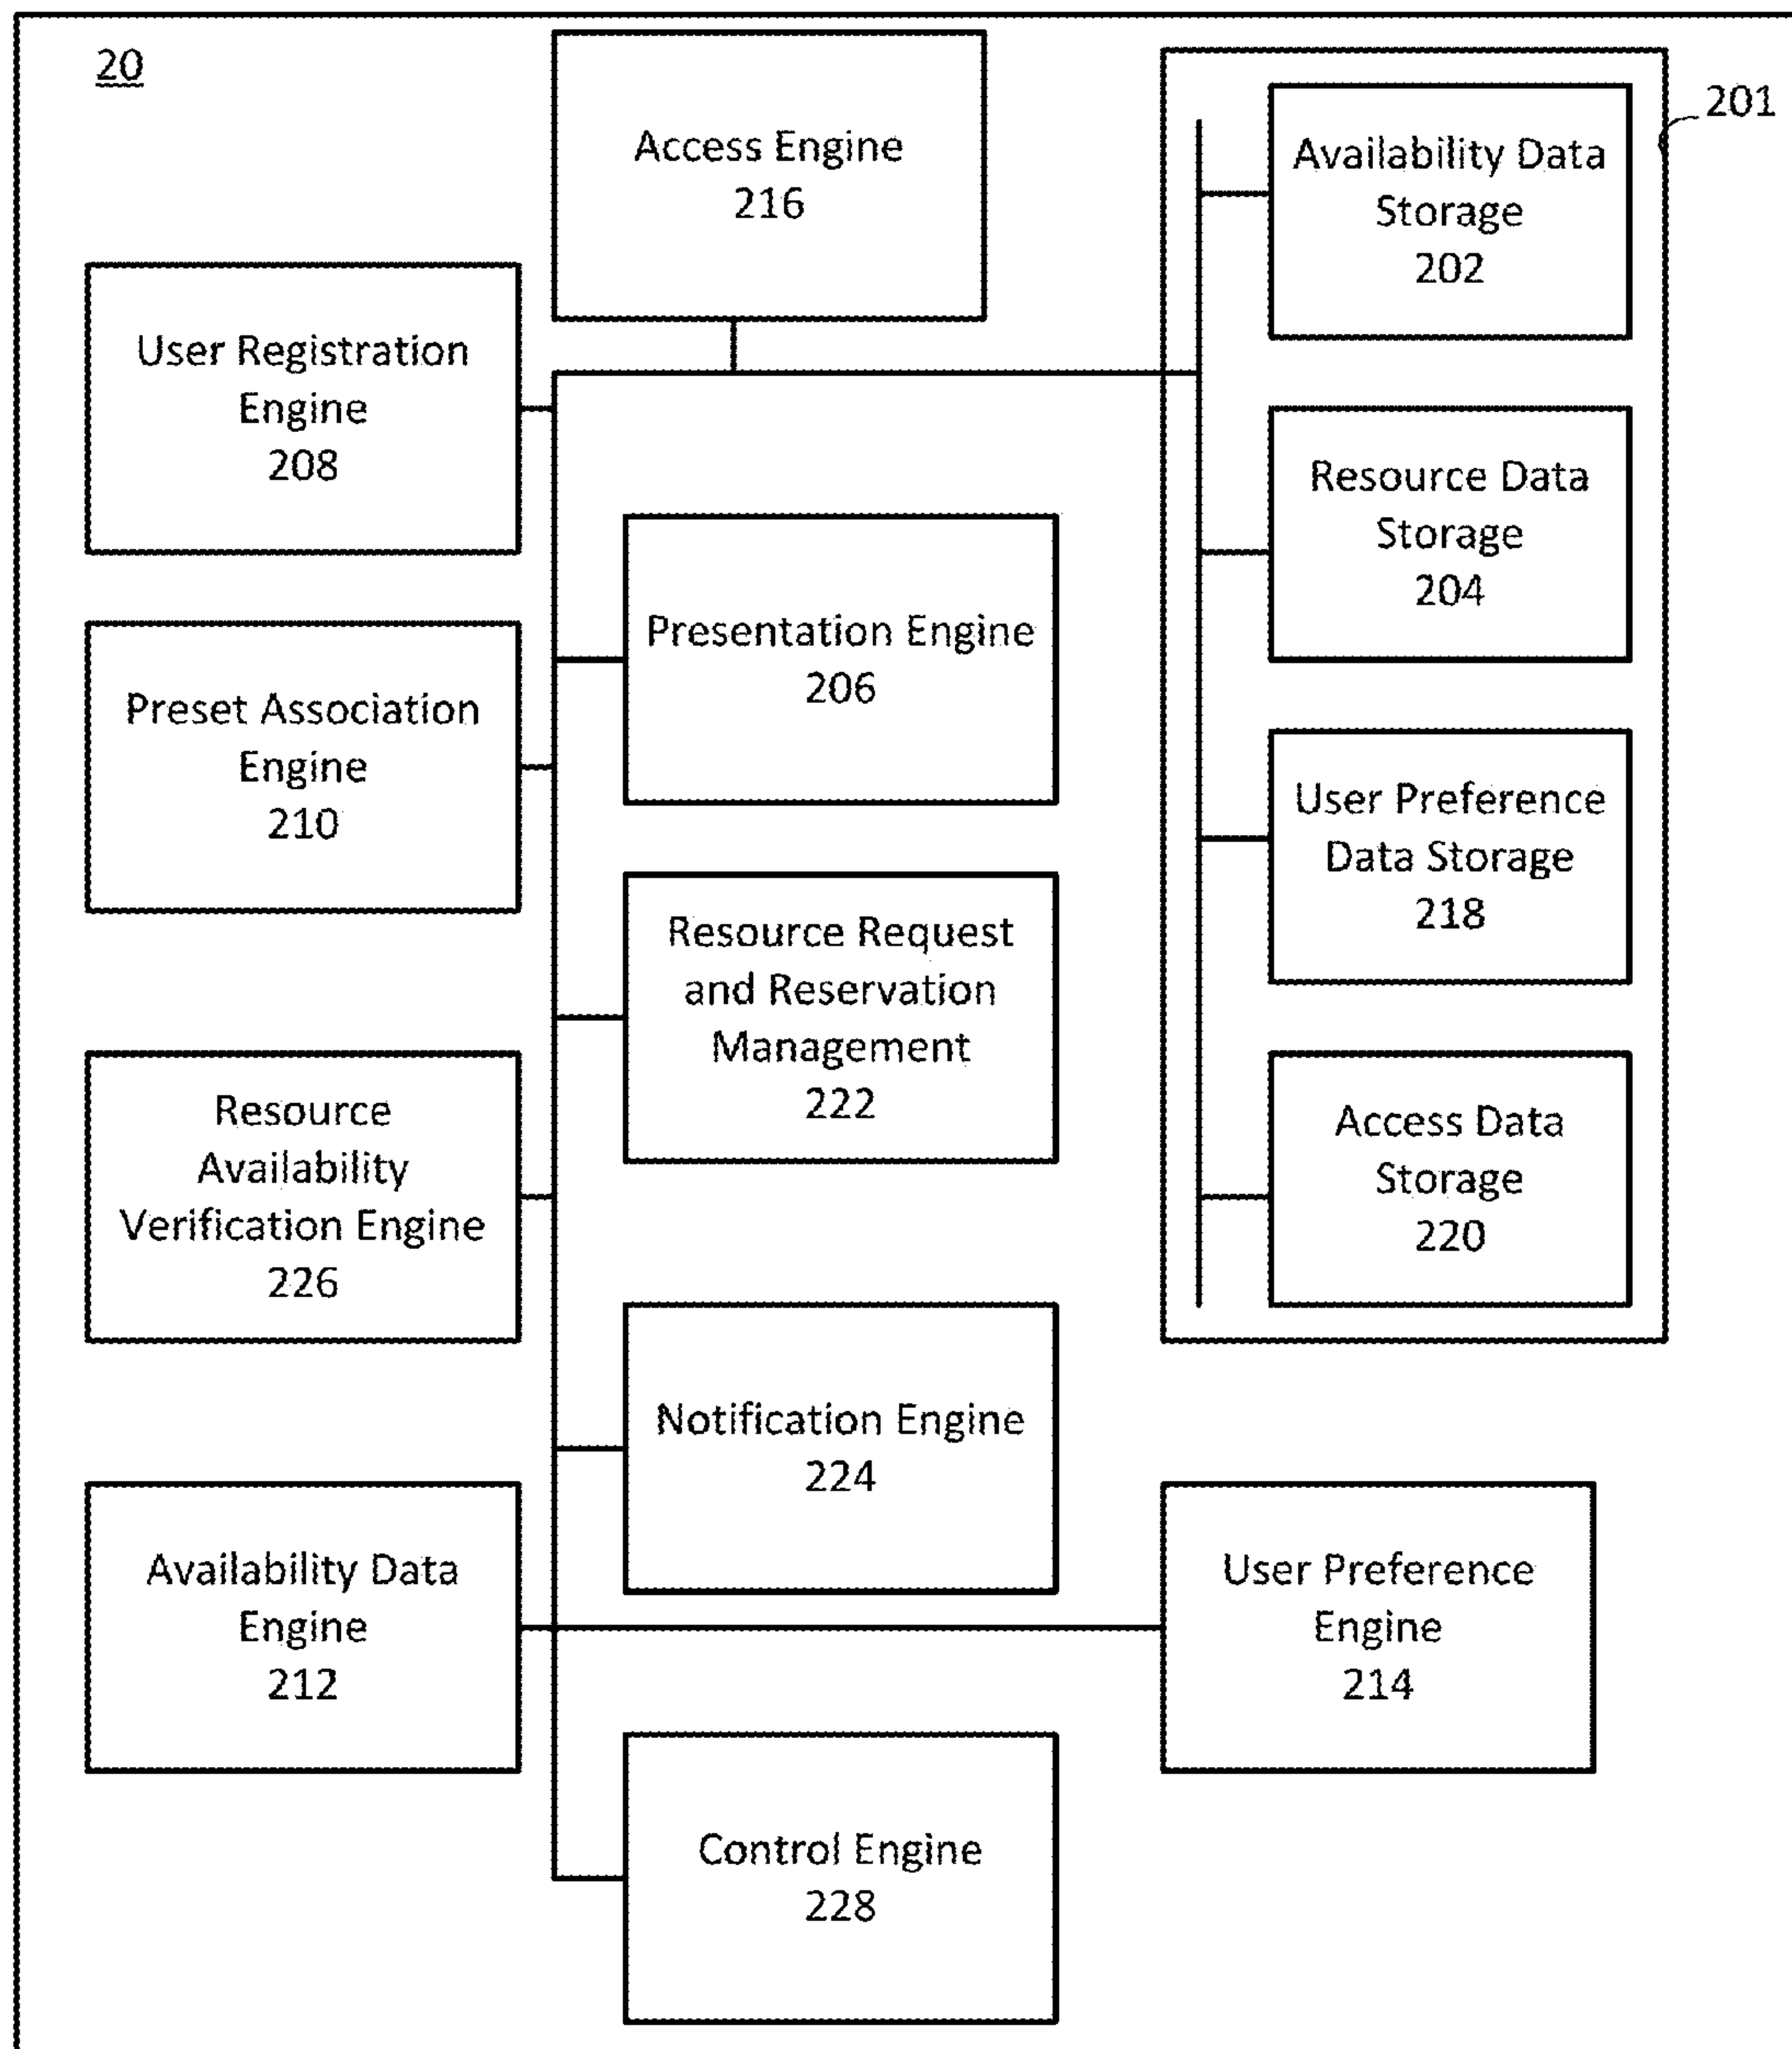 20
Access Engine
216
201
Availability Data
Storage
202
User Registration
Engine
208
Resource Data
Storage
204
Presentation Engine
206
Preset Association
Engine
210
User Preference
Data Storage
218
Resource Request
and Reservation
Management
222
Resource
Availability
Verification Engine
226
Access Data
Storage
220
Notification Engine
224
Availability Data
Engine
212
User Preference
Engine
214
Control Engine
228